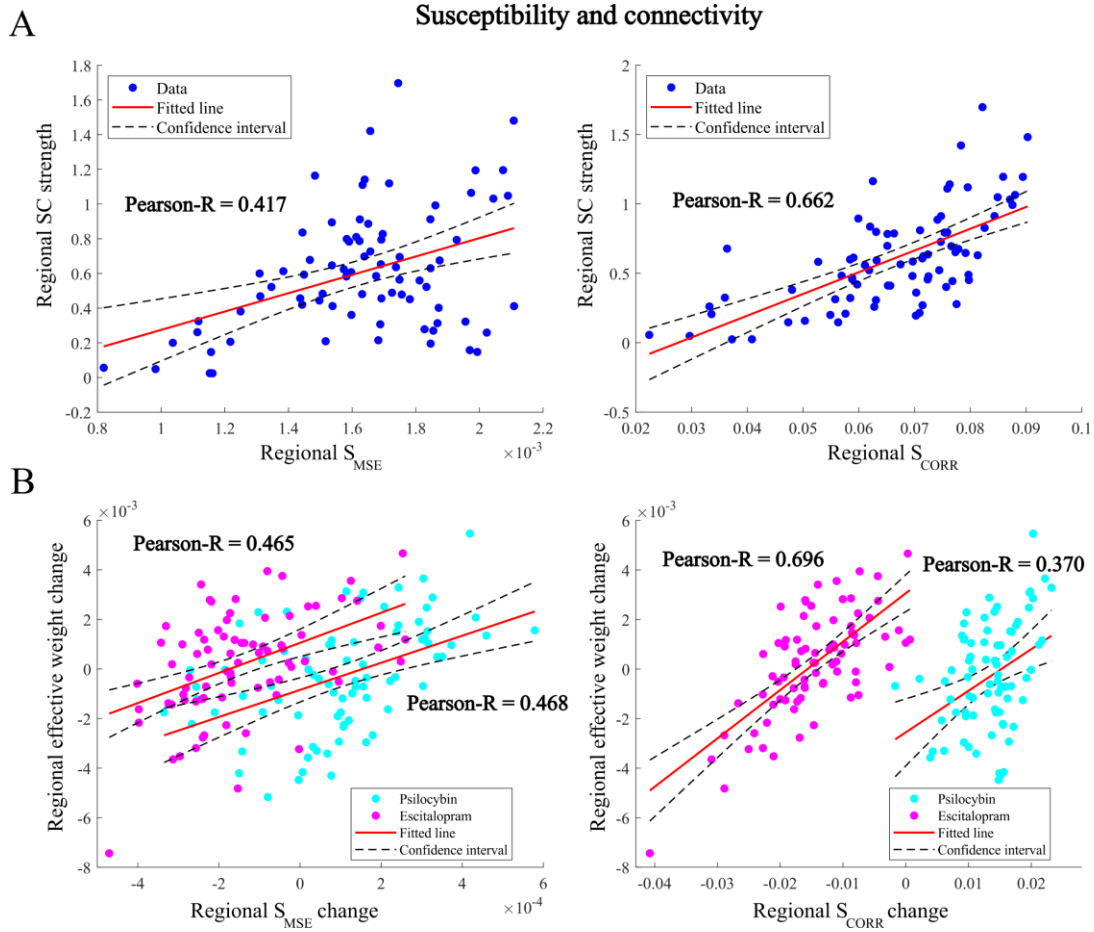 Susceptibility and connectivity
A
1.8
1.6
1.4
1.2
1
0.8
0.6
0.4
0.2
0
-0.2
Regional SC strength
Data
Fitted line
Confidence interval
Pearson-R = 0.417
0.8 1 1.2 1.4 1.6 1.8 2 2.2
×10⁻³
Regional S_MSE
2
1.5
1
0.5
0
-0.5
Regional SC strength
Data
Fitted line
Confidence interval
Pearson-R = 0.662
0.02 0.03 0.04 0.05 0.06 0.07 0.08 0.09 0.1
Regional S_CORR
B
×10⁻³
6
4
2
0
-2
-4
-6
-8
Regional effective weight change
Pearson-R = 0.465
Pearson-R = 0.468
Psilocybin
Escitalopram
Fitted line
Confidence interval
-4 -2 0 2 4 6
×10⁻⁴
Regional S_MSE change
×10⁻³
6
4
2
0
-2
-4
-6
-8
Regional effective weight change
Pearson-R = 0.696
Pearson-R = 0.370
Psilocybin
Escitalopram
Fitted line
Confidence interval
-0.04 -0.03 -0.02 -0.01 0 0.01 0.02
Regional S_CORR change